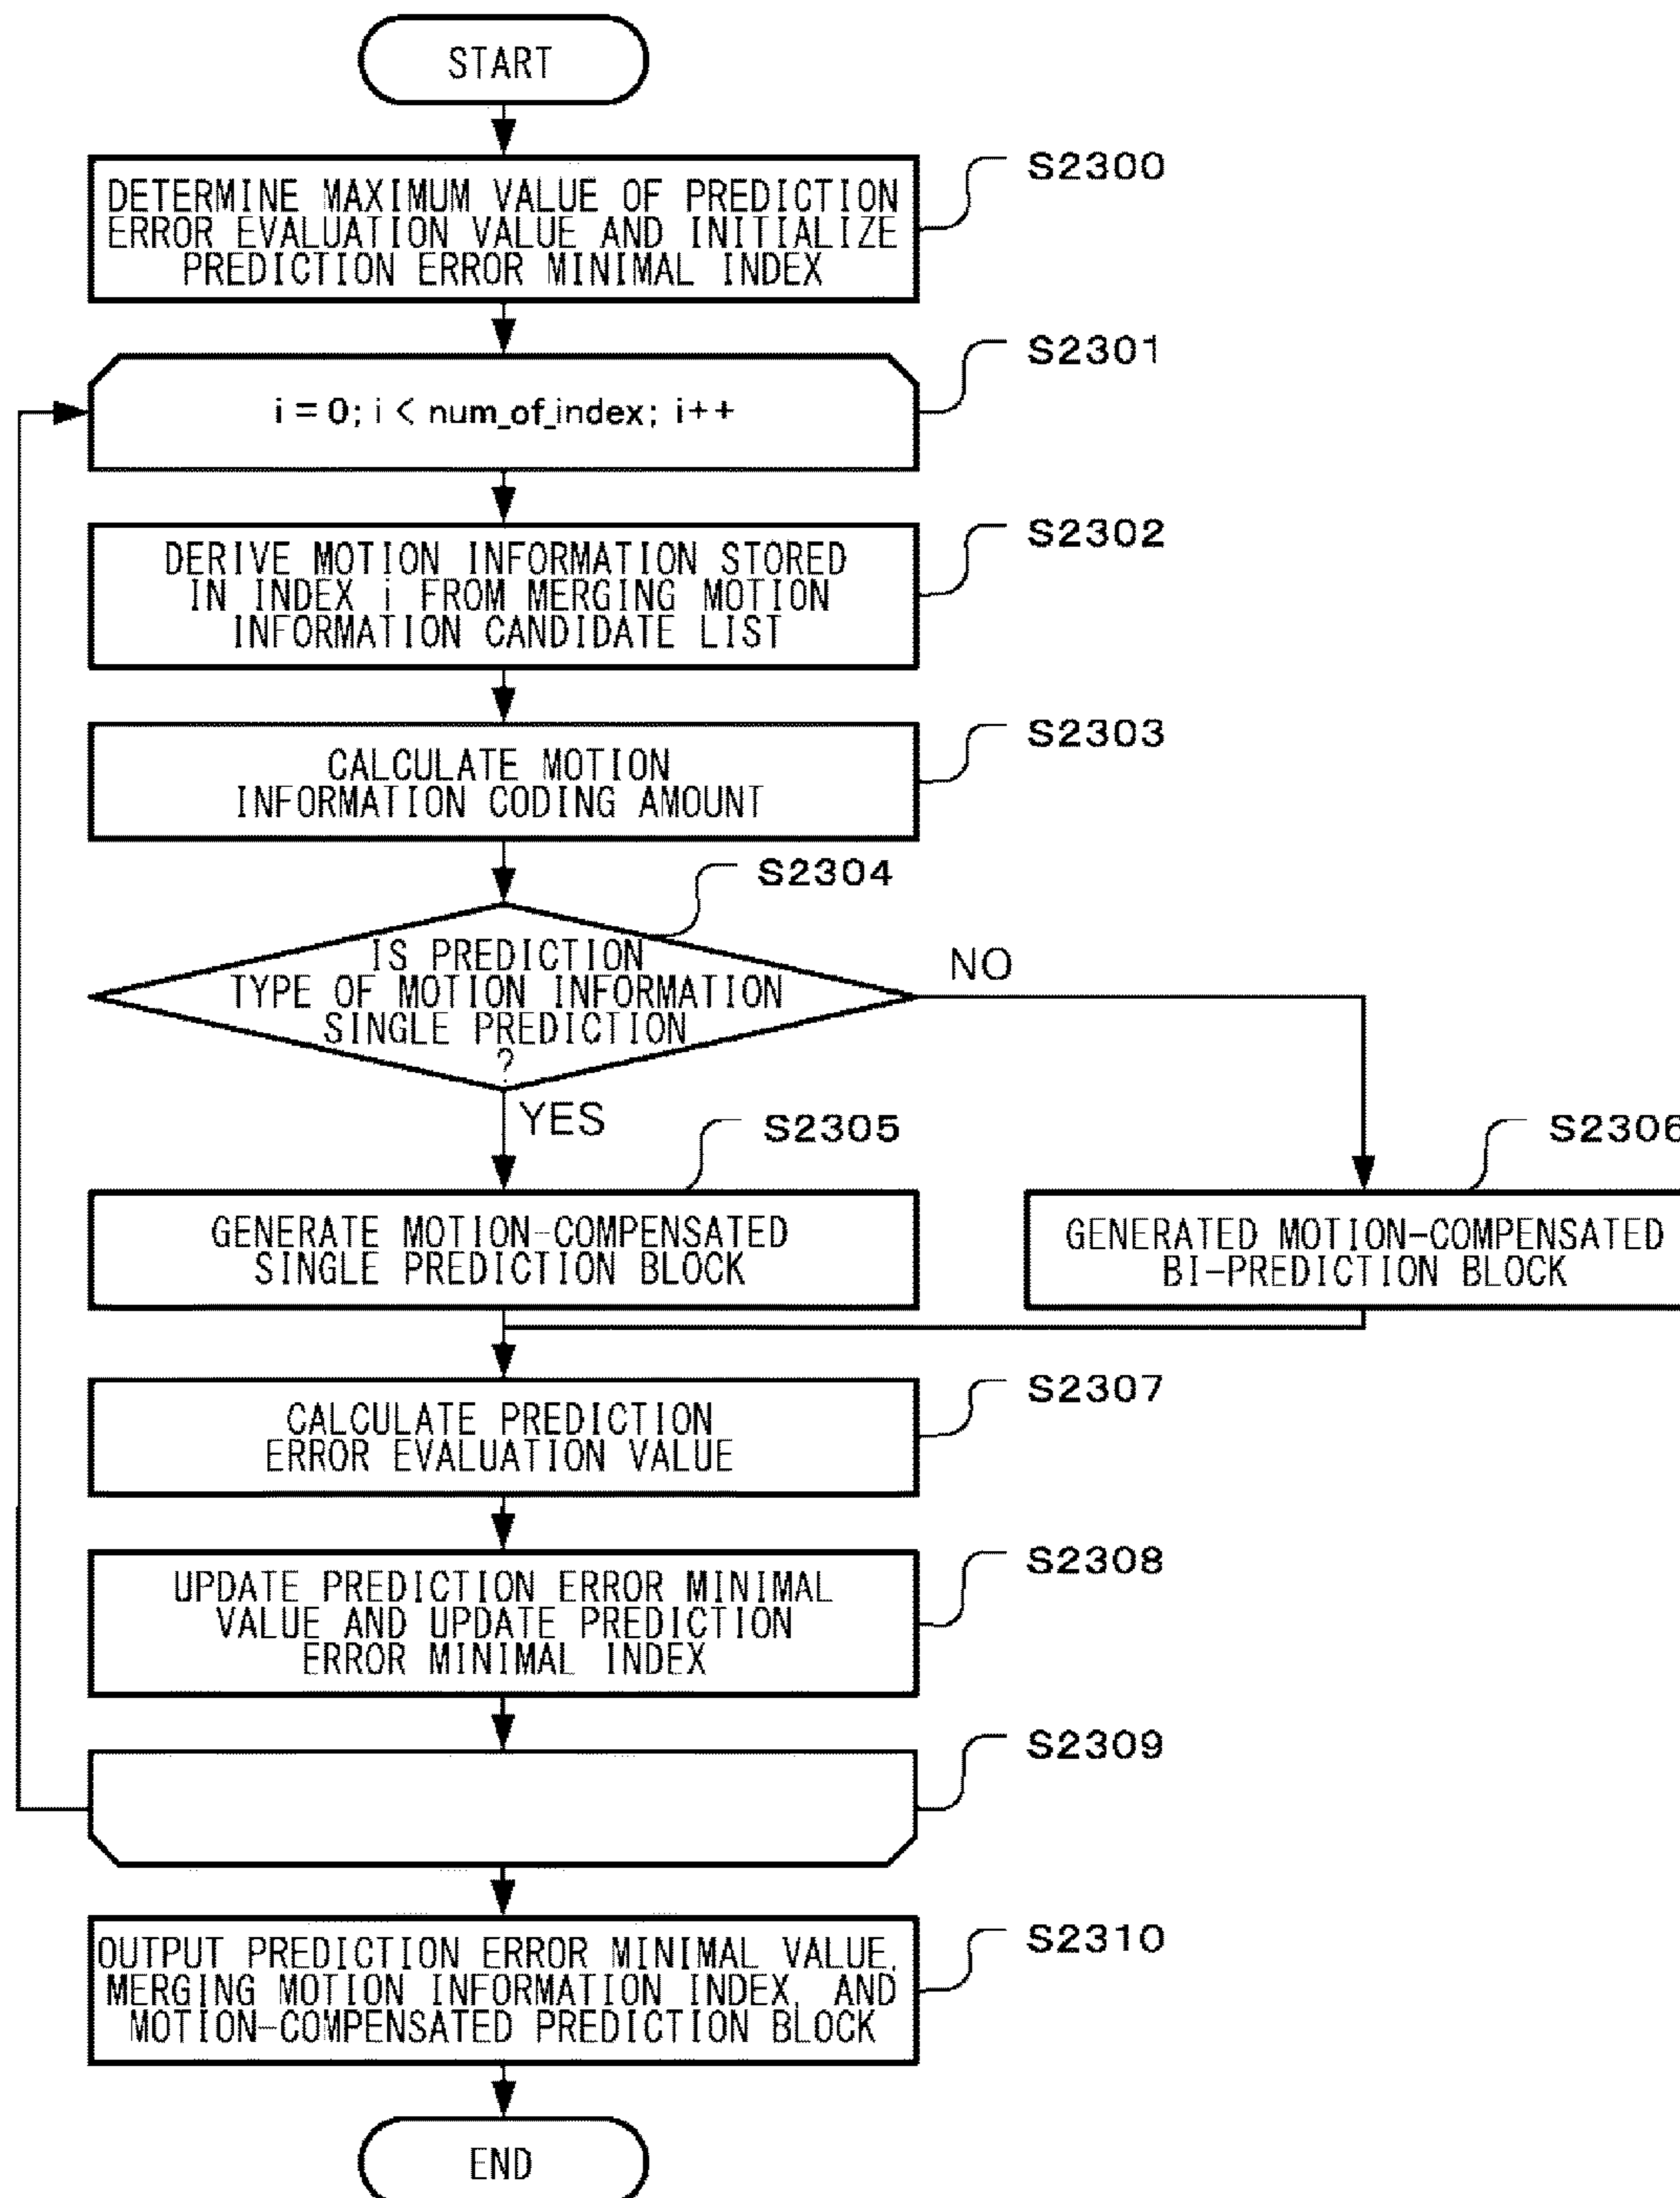 START
S2300
DETERMINE MAXIMUM VALUE OF PREDICTION
ERROR EVALUATION VALUE AND INITIALIZE
PREDICTION ERROR MINIMAL INDEX
S2301
i = 0; i < num_of_index; i++
S2302
DERIVE MOTION INFORMATION STORED
IN INDEX i FROM MERGING MOTION
INFORMATION CANDIDATE LIST
S2303
CALCULATE MOTION
INFORMATION CODING AMOUNT
S2304
IS PREDICTION
TYPE OF MOTION INFORMATION
SINGLE PREDICTION
?
NO
YES
S2305
S2306
GENERATE MOTION-COMPENSATED
SINGLE PREDICTION BLOCK
GENERATED MOTION-COMPENSATED
BI-PREDICTION BLOCK
S2307
CALCULATE PREDICTION
ERROR EVALUATION VALUE
S2308
UPDATE PREDICTION ERROR MINIMAL
VALUE AND UPDATE PREDICTION
ERROR MINIMAL INDEX
S2309
S2310
OUTPUT PREDICTION ERROR MINIMAL VALUE,
MERGING MOTION INFORMATION INDEX, AND
MOTION-COMPENSATED PREDICTION BLOCK
END